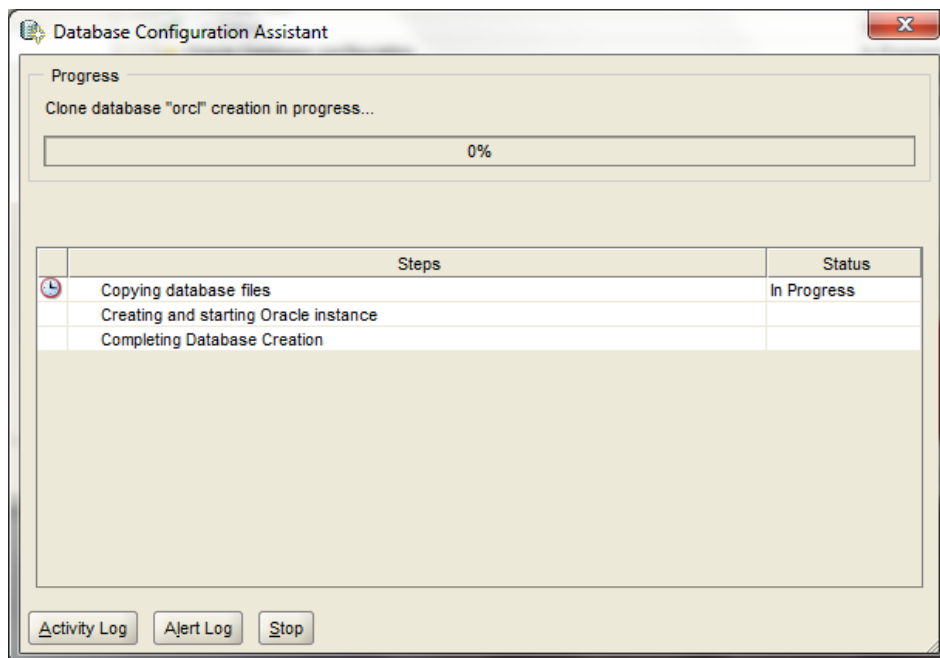 Database Configuration Assistant
Progress
Clone database "orcl" creation in progress...
0%
Steps Status
Copying database files In Progress
Creating and starting Oracle instance
Completing Database Creation
Activity Log Alert Log Stop